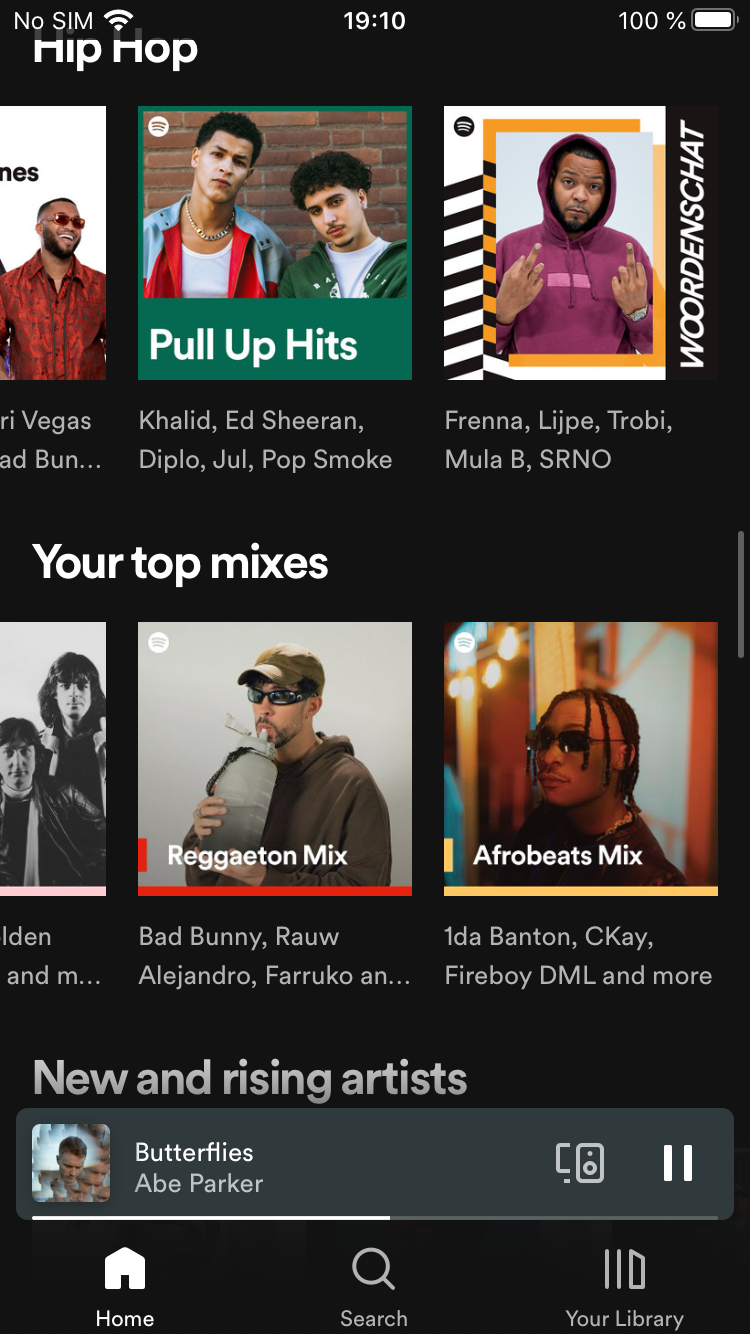 No SIM 19:10 100 %
Hip Hop
nes
Pull Up Hits
WOORDENSCHAT
ri Vegas
ad Bun...
Khalid, Ed Sheeran,
Diplo, Jul, Pop Smoke
Frenna, Lijpe, Trobi,
Mula B, SRNO
Your top mixes
Reggaeton Mix
Afrobeats Mix
lden
and m...
Bad Bunny, Rauw
Alejandro, Farruko an...
1da Banton, CKay,
Fireboy DML and more
New and rising artists
Butterflies
Abe Parker
Home
Search
Your Library